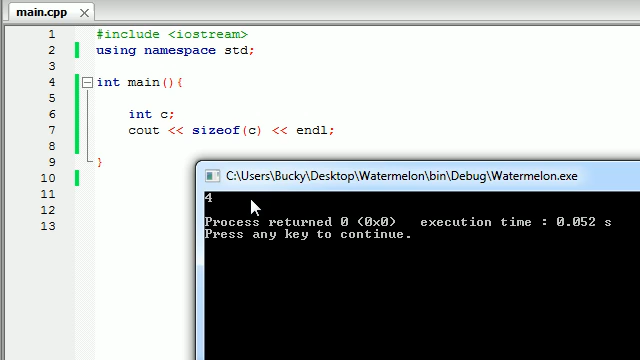 main.cpp
1 #include <iostream>
2 using namespace std;
3
4 int main(){
5
6 int c;
7 cout << sizeof(c) << endl;
8
9 }
10
11
12
13
C:\Users\Bucky\Desktop\Watermelon\bin\Debug\Watermelon.exe
4
Process returned 0 (0x0) execution time : 0.052 s
Press any key to continue.